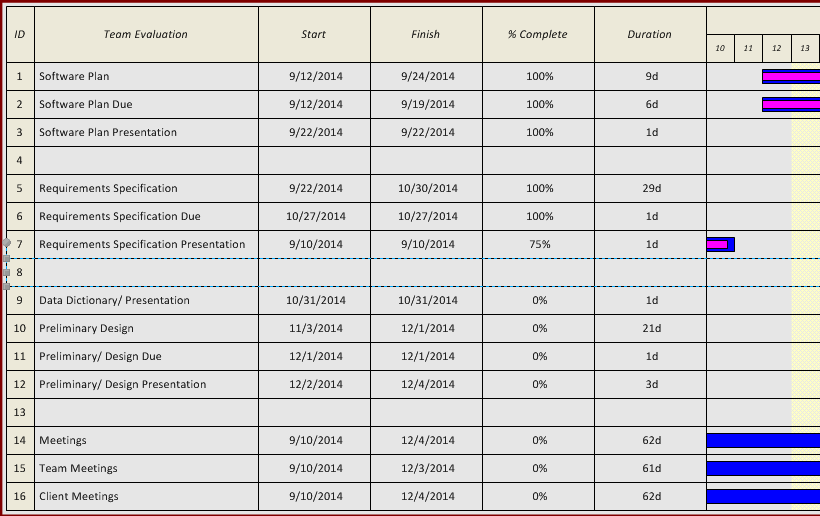 ID Team Evaluation Start Finish % Complete Duration
10 11 12 13
1 Software Plan 9/12/2014 9/24/2014 100% 9d
2 Software Plan Due 9/12/2014 9/19/2014 100% 6d
3 Software Plan Presentation 9/22/2014 9/22/2014 100% 1d
4
5 Requirements Specification 9/22/2014 10/30/2014 100% 29d
6 Requirements Specification Due 10/27/2014 10/27/2014 100% 1d
7 Requirements Specification Presentation 9/10/2014 9/10/2014 75% 1d
8
9 Data Dictionary/ Presentation 10/31/2014 10/31/2014 0% 1d
10 Preliminary Design 11/3/2014 12/1/2014 0% 21d
11 Preliminary/ Design Due 12/1/2014 12/1/2014 0% 1d
12 Preliminary/ Design Presentation 12/2/2014 12/4/2014 0% 3d
13
14 Meetings 9/10/2014 12/4/2014 0% 62d
15 Team Meetings 9/10/2014 12/3/2014 0% 61d
16 Client Meetings 9/10/2014 12/4/2014 0% 62d